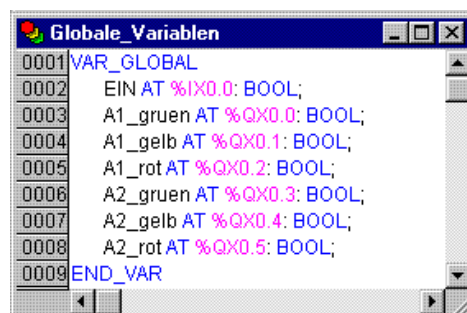 Globale_Variablen
0001 VAR_GLOBAL
0002 EIN AT %IX0.0: BOOL;
0003 A1_gruen AT %QX0.0: BOOL;
0004 A1_gelb AT %QX0.1: BOOL;
0005 A1_rot AT %QX0.2: BOOL;
0006 A2_gruen AT %QX0.3: BOOL;
0007 A2_gelb AT %QX0.4: BOOL;
0008 A2_rot AT %QX0.5: BOOL;
0009 END_VAR